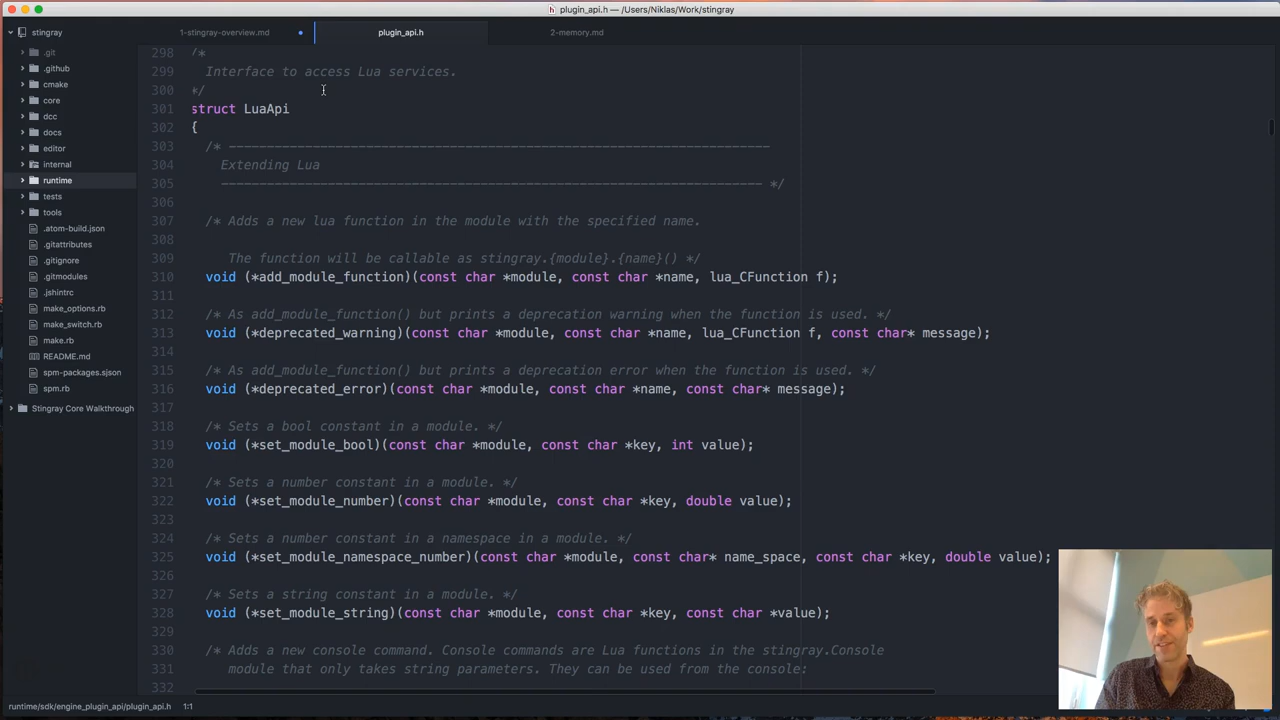 plugin_api.h — /Users/Niklas/Work/stingray
stingray
.git
.github
cmake
core
dcc
docs
editor
internal
runtime
tests
tools
.atom-build.json
.gitattributes
.gitignore
.gitmodules
.jshintrc
make_options.rb
make_switch.rb
make.rb
README.md
spm-packages.sjson
spm.rb
Stingray Core Walkthrough
1-stingray-overview.md
plugin_api.h
2-memory.md
298 /*
299 Interface to access Lua services.
300 */
301 struct LuaApi
302 {
303 /* ----------------------------------------------------------------------
304 Extending Lua
305 ---------------------------------------------------------------------- */
306
307 /* Adds a new lua function in the module with the specified name.
308
309 The function will be callable as stingray.{module}.{name}() */
310 void (*add_module_function)(const char *module, const char *name, lua_CFunction f);
311
312 /* As add_module_function() but prints a deprecation warning when the function is used. */
313 void (*deprecated_warning)(const char *module, const char *name, lua_CFunction f, const char* message);
314
315 /* As add_module_function() but prints a deprecation error when the function is used. */
316 void (*deprecated_error)(const char *module, const char *name, const char* message);
317
318 /* Sets a bool constant in a module. */
319 void (*set_module_bool)(const char *module, const char *key, int value);
320
321 /* Sets a number constant in a module. */
322 void (*set_module_number)(const char *module, const char *key, double value);
323
324 /* Sets a number constant in a namespace in a module. */
325 void (*set_module_namespace_number)(const char *module, const char* name_space, const char *key, double value);
326
327 /* Sets a string constant in a module. */
328 void (*set_module_string)(const char *module, const char *key, const char *value);
329
330 /* Adds a new console command. Console commands are Lua functions in the stingray.Console
331 module that only takes string parameters. They can be used from the console:
332
runtime/sdk/engine_plugin_api/plugin_api.h 1:1